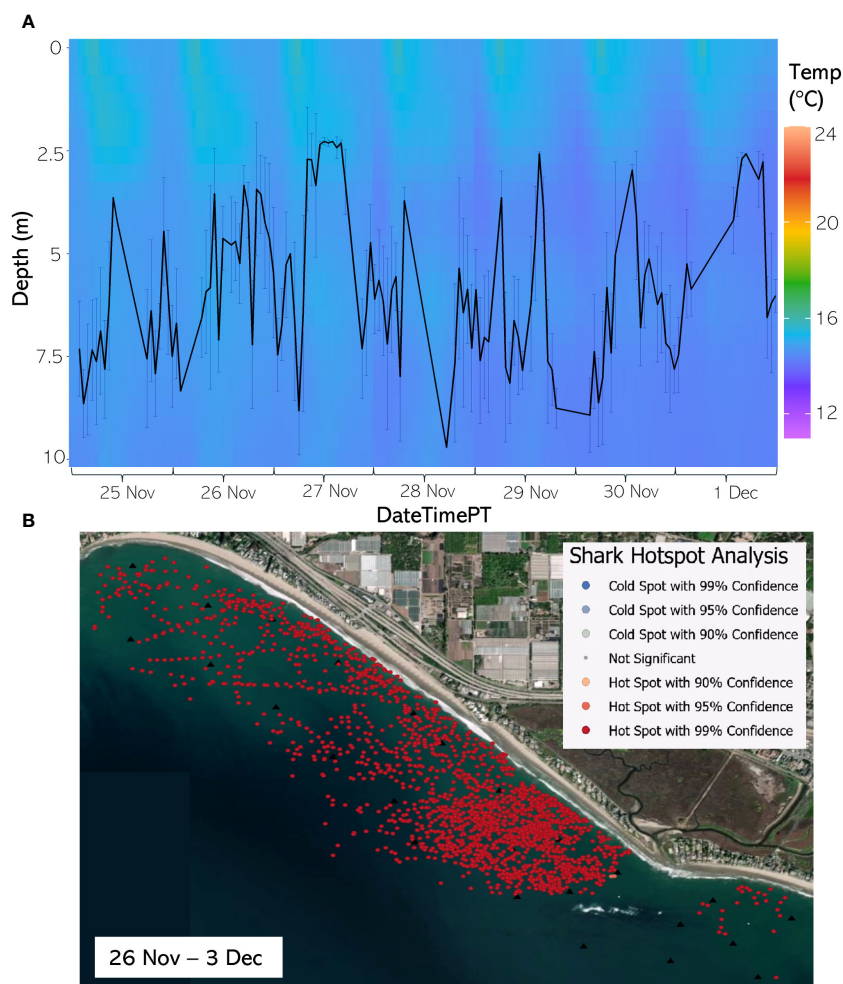 A
0
2.5
5
7.5
10
Depth (m)
25 Nov
26 Nov
27 Nov
28 Nov
29 Nov
30 Nov
1 Dec
DateTimePT
Temp
(°C)
24
20
16
12
B
Shark Hotspot Analysis
Cold Spot with 99% Confidence
Cold Spot with 95% Confidence
Cold Spot with 90% Confidence
Not Significant
Hot Spot with 90% Confidence
Hot Spot with 95% Confidence
Hot Spot with 99% Confidence
26 Nov – 3 Dec